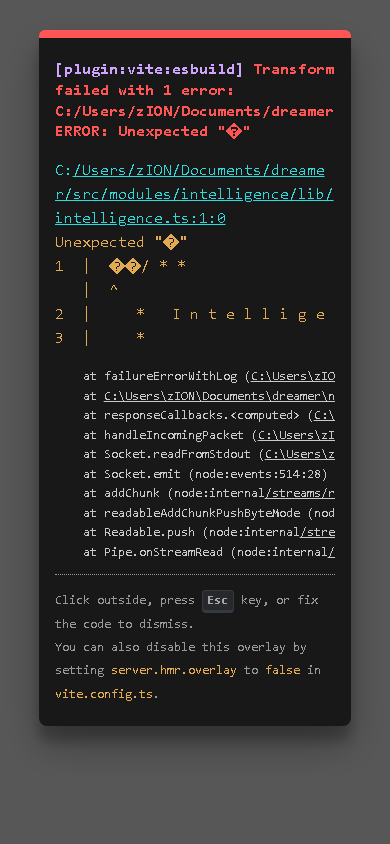 [plugin:vite:esbuild] Transform
failed with 1 error:
C:/Users/zION/Documents/dreamer
ERROR: Unexpected "�"
C:/Users/zION/Documents/dreame
r/src/modules/intelligence/lib/
intelligence.ts:1:0
Unexpected "�"
1  |  ��/ * *
   |  ^
2  |     *   I n t e l l i g e
3  |     *
at failureErrorWithLog (C:\Users\zIO
at C:\Users\zION\Documents\dreamer\n
at responseCallbacks.<computed> (C:\
at handleIncomingPacket (C:\Users\zI
at Socket.readFromStdout (C:\Users\z
at Socket.emit (node:events:514:28)
at addChunk (node:internal/streams/r
at readableAddChunkPushByteMode (nod
at Readable.push (node:internal/stre
at Pipe.onStreamRead (node:internal/
Click outside, press Esc key, or fix
the code to dismiss.
You can also disable this overlay by
setting server.hmr.overlay to false in
vite.config.ts.